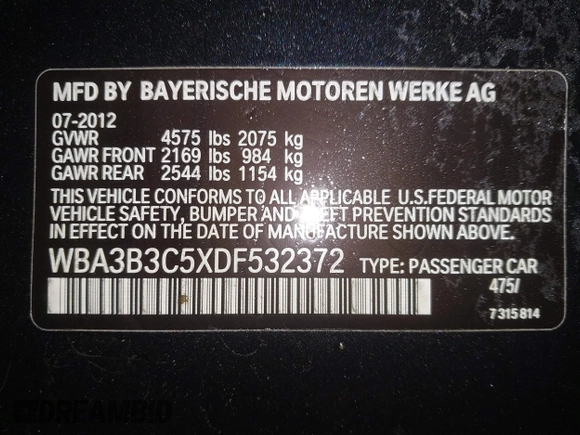 MFD BY BAYERISCHE MOTOREN WERKE AG
07-2012
GVWR 4575 lbs 2075 kg
GAWR FRONT 2169 lbs 984 kg
GAWR REAR 2544 lbs 1154 kg
THIS VEHICLE CONFORMS TO ALL APPLICABLE U.S.FEDERAL MOTOR
VEHICLE SAFETY, BUMPER AND THEFT PREVENTION STANDARDS
IN EFFECT ON THE DATE OF MANUFACTURE SHOWN ABOVE.
WBA3B3C5XDF532372 TYPE: PASSENGER CAR
475/
7 315 814
DREAMBID